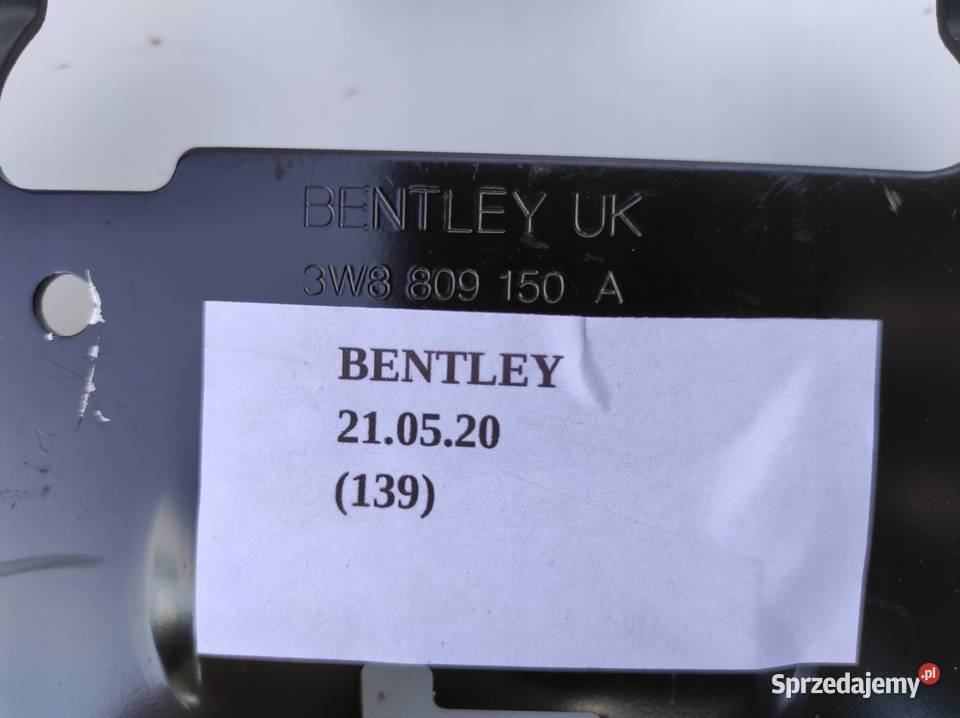 BENTLEY UK
3W8 809 150 A
BENTLEY
21.05.20
(139)
Sprzedajemy.pl